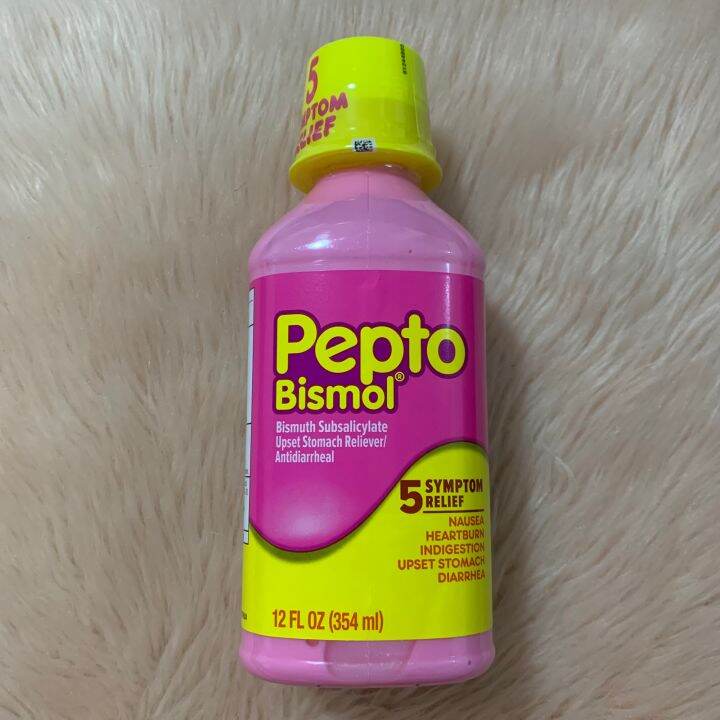 5
SYMPTOM
RELIEF
Pepto
Bismol®
Bismuth Subsalicylate
Upset Stomach Reliever/
Antidiarrheal
5 SYMPTOM
RELIEF
NAUSEA
HEARTBURN
INDIGESTION
UPSET STOMACH
DIARRHEA
12 FL OZ (354 ml)